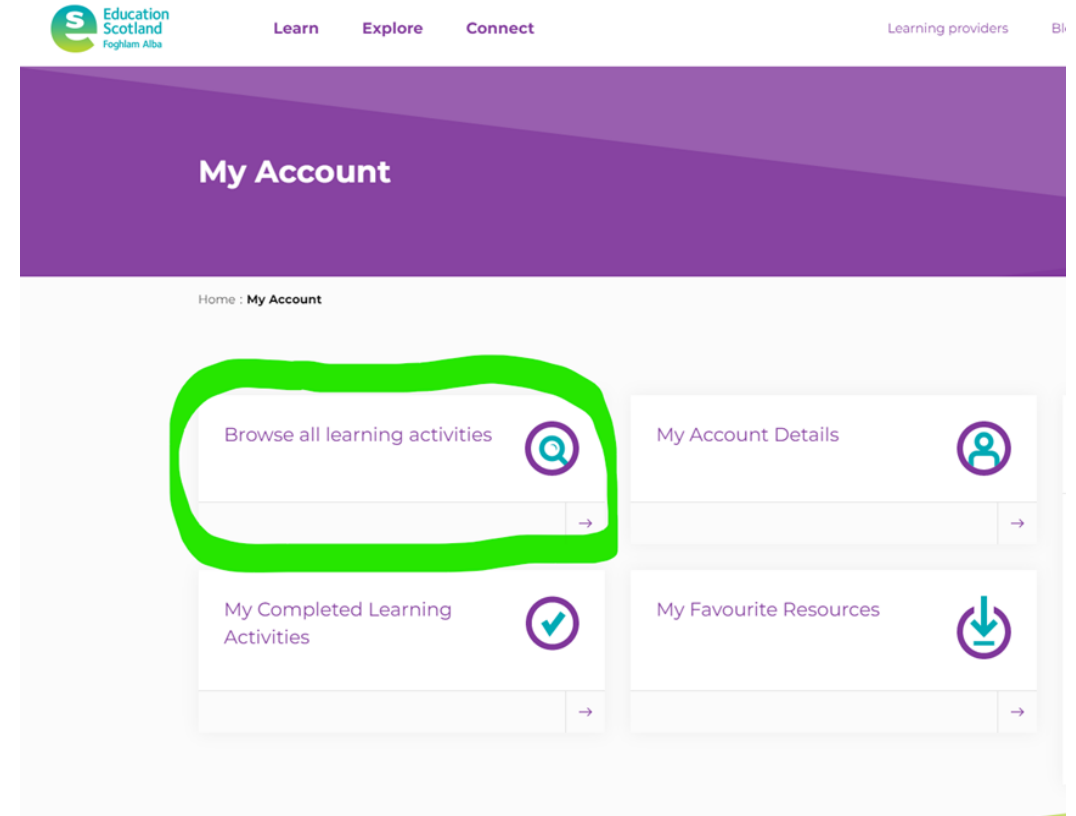 Education
Scotland
Foghlam Alba
Learn Explore Connect Learning providers
My Account
Home : My Account
Browse all learning activities
My Account Details
My Completed Learning
Activities
My Favourite Resources